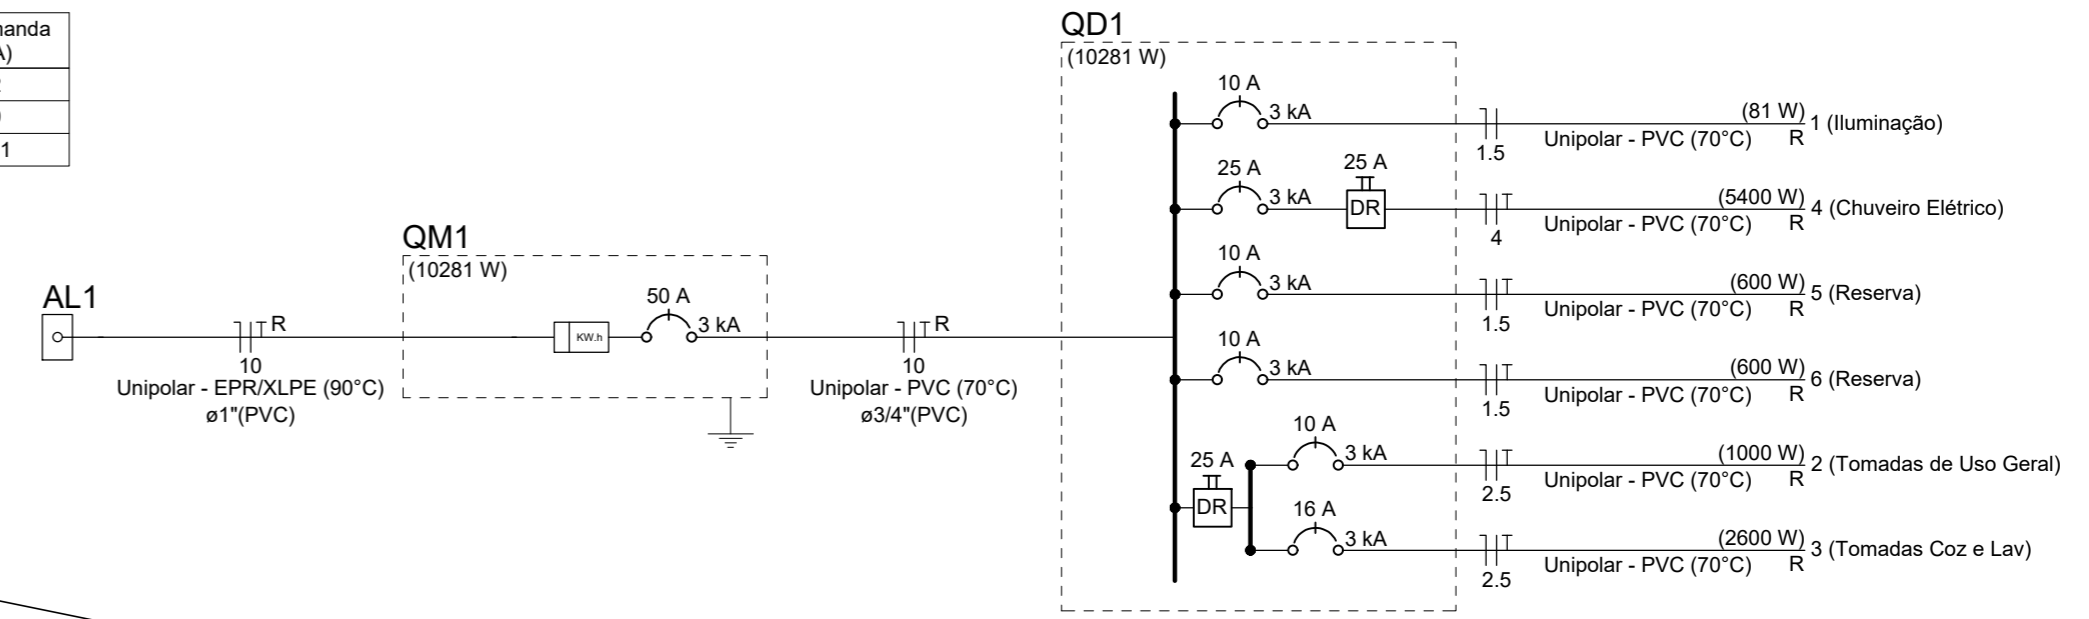 A)
1
AL1
R
10
Unipolar - EPR/XLPE (90°C)
ø1"(PVC)
QM1
(10281 W)
KW.h
50 A
3 kA
R
10
Unipolar - PVC (70°C)
ø3/4"(PVC)
QD1
(10281 W)
10 A
3 kA
1.5
(81 W)
Unipolar - PVC (70°C) R
1 (Iluminação)
25 A
3 kA
25 A
DR
4
(5400 W)
Unipolar - PVC (70°C) R
4 (Chuveiro Elétrico)
10 A
3 kA
1.5
(600 W)
Unipolar - PVC (70°C) R
5 (Reserva)
10 A
3 kA
1.5
(600 W)
Unipolar - PVC (70°C) R
6 (Reserva)
25 A
DR
10 A
3 kA
2.5
(1000 W)
Unipolar - PVC (70°C) R
2 (Tomadas de Uso Geral)
16 A
3 kA
2.5
(2600 W)
Unipolar - PVC (70°C) R
3 (Tomadas Coz e Lav)